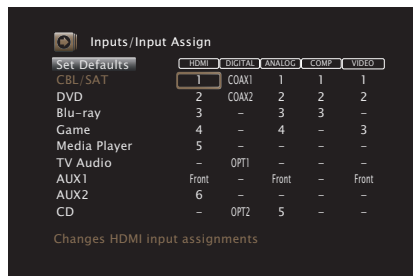 Inputs/Input Assign
Set Defaults HDMI DIGITAL ANALOG COMP VIDEO
CBL/SAT 1 COAX1 1 1 1
DVD 2 COAX2 2 2 2
Blu-ray 3 – 3 3 –
Game 4 – 4 – 3
Media Player 5 – – – –
TV Audio – OPT1 – – –
AUX1 Front – Front – Front
AUX2 6 – – – –
CD – OPT2 5 – –
Changes HDMI input assignments